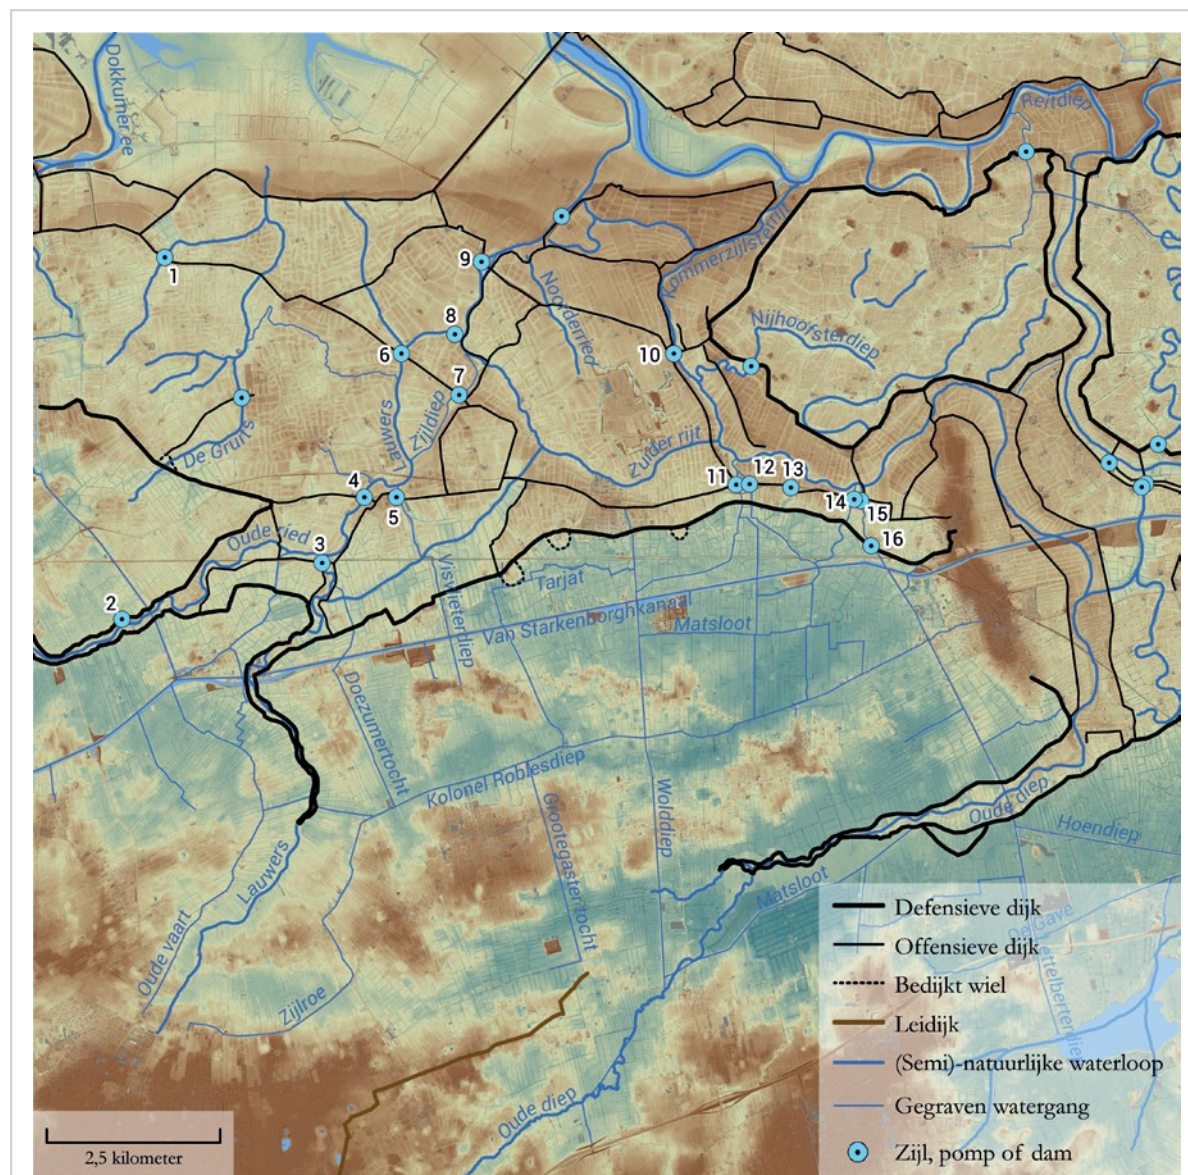 Dokkumer ee
Reitdiep
1
9
Kommerzijlsterrijt
Noorderried
8
6
10
Nijhoofsterdiep
7
Lauwers
Zijldiep
De Gruits
Zuider rijt
4
5
11
12
13
14
15
16
Oude ried
3
2
Visvlieterdiep
Tarjat
Van Starkenborghkanaal
Matsloot
Doezumertocht
Kolonel Roblesdiep
Grootegastertocht
Wolddiep
Oude diep
Hoendiep
Lauwers
Oude vaart
Matsloot
Zijlroe
Oude diep
De Gave
ettelberterdiep
Defensieve dijk
Offensieve dijk
Bedijkt wiel
Leidijk
(Semi)-natuurlijke waterloop
Gegraven watergang
Zijl, pomp of dam
2,5 kilometer